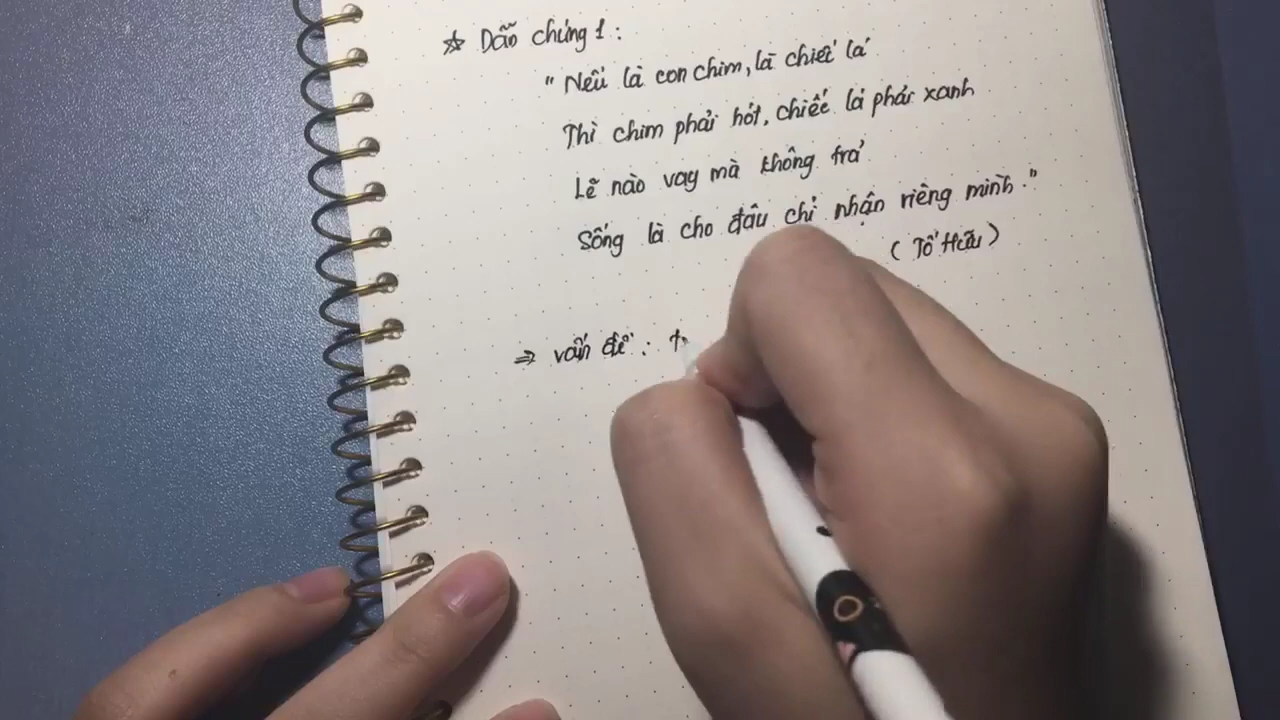 ☆ Dẫn chứng 1 :
" Nếu là con chim, là chiếc lá
Thì chim phải hót, chiếc lá phải xanh
Lẽ nào vay mà không trả
Sống là cho đâu chỉ nhận riêng mình."
( Tố Hữu )
⇒ vấn đề : t